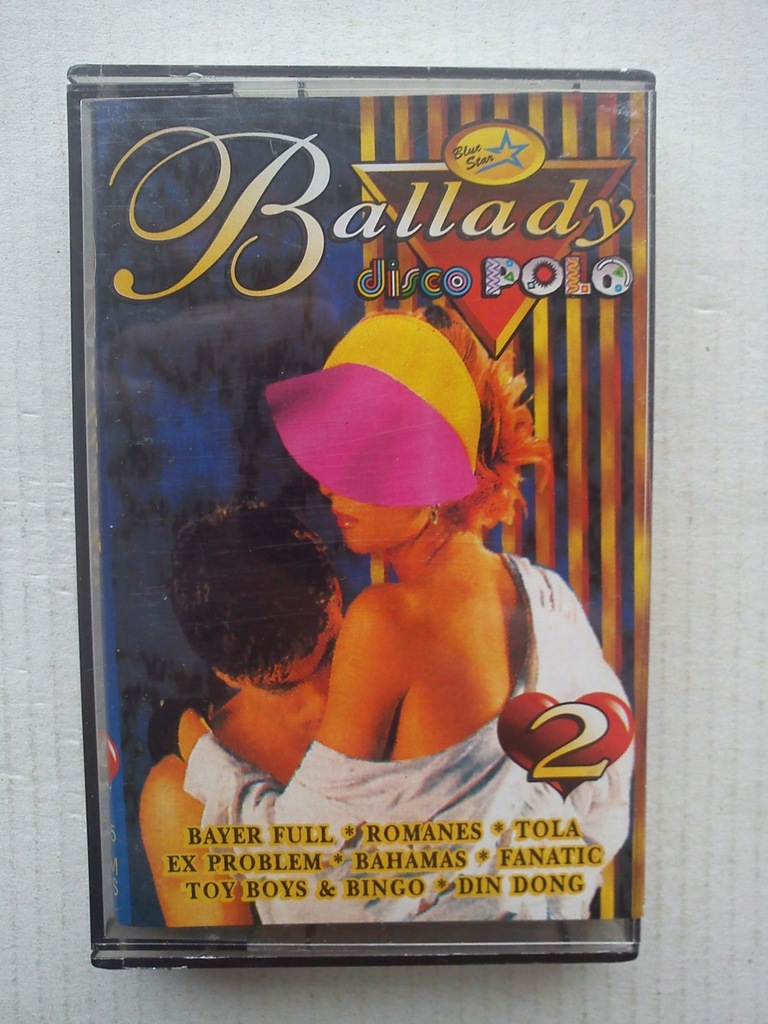 Blue
Star
Ballady
disco POLO
2
BAYER FULL * ROMANES * TOLA
EX PROBLEM * BAHAMAS * FANATIC
TOY BOYS & BINGO * DIN DONG